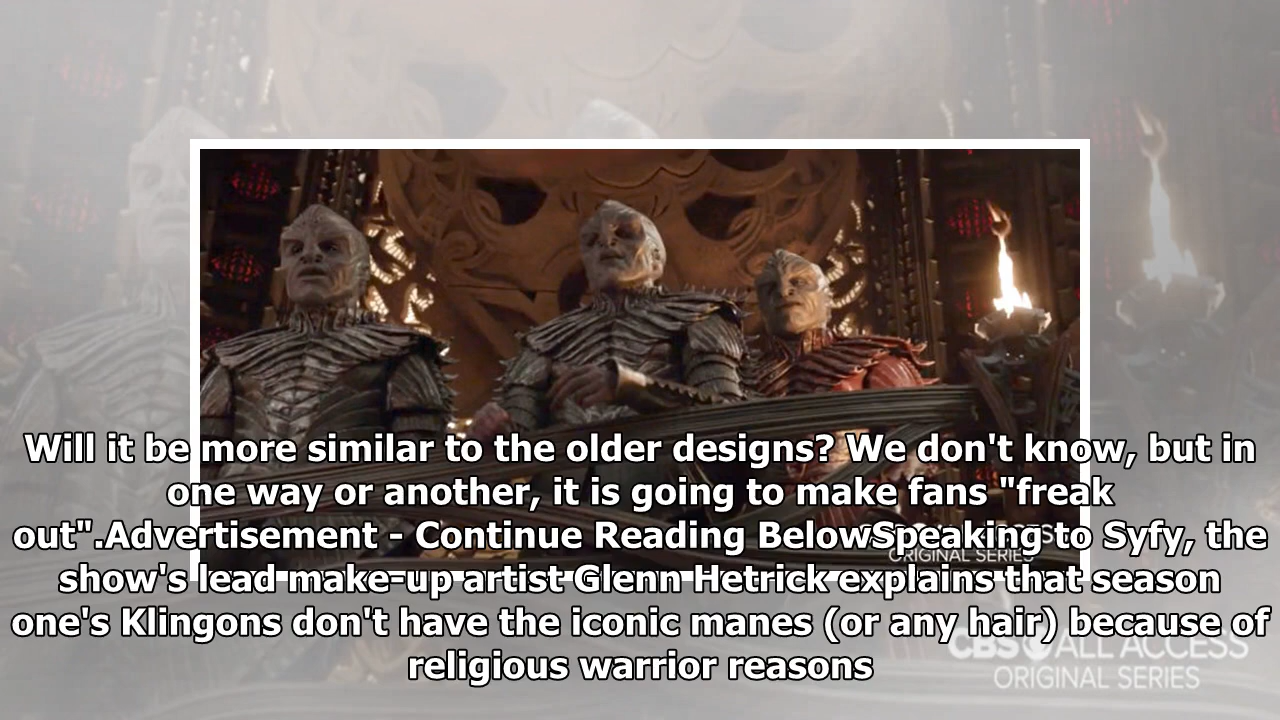 Will it be more similar to the older designs? We don't know, but in
one way or another, it is going to make fans "freak
out".Advertisement - Continue Reading BelowSpeaking to Syfy, the
ORIGINAL SERIES
show's lead make-up artist Glenn Hetrick explains that season
one's Klingons don't have the iconic manes (or any hair) because of
CBS ALL ACCESS
religious warrior reasons
ORIGINAL SERIES